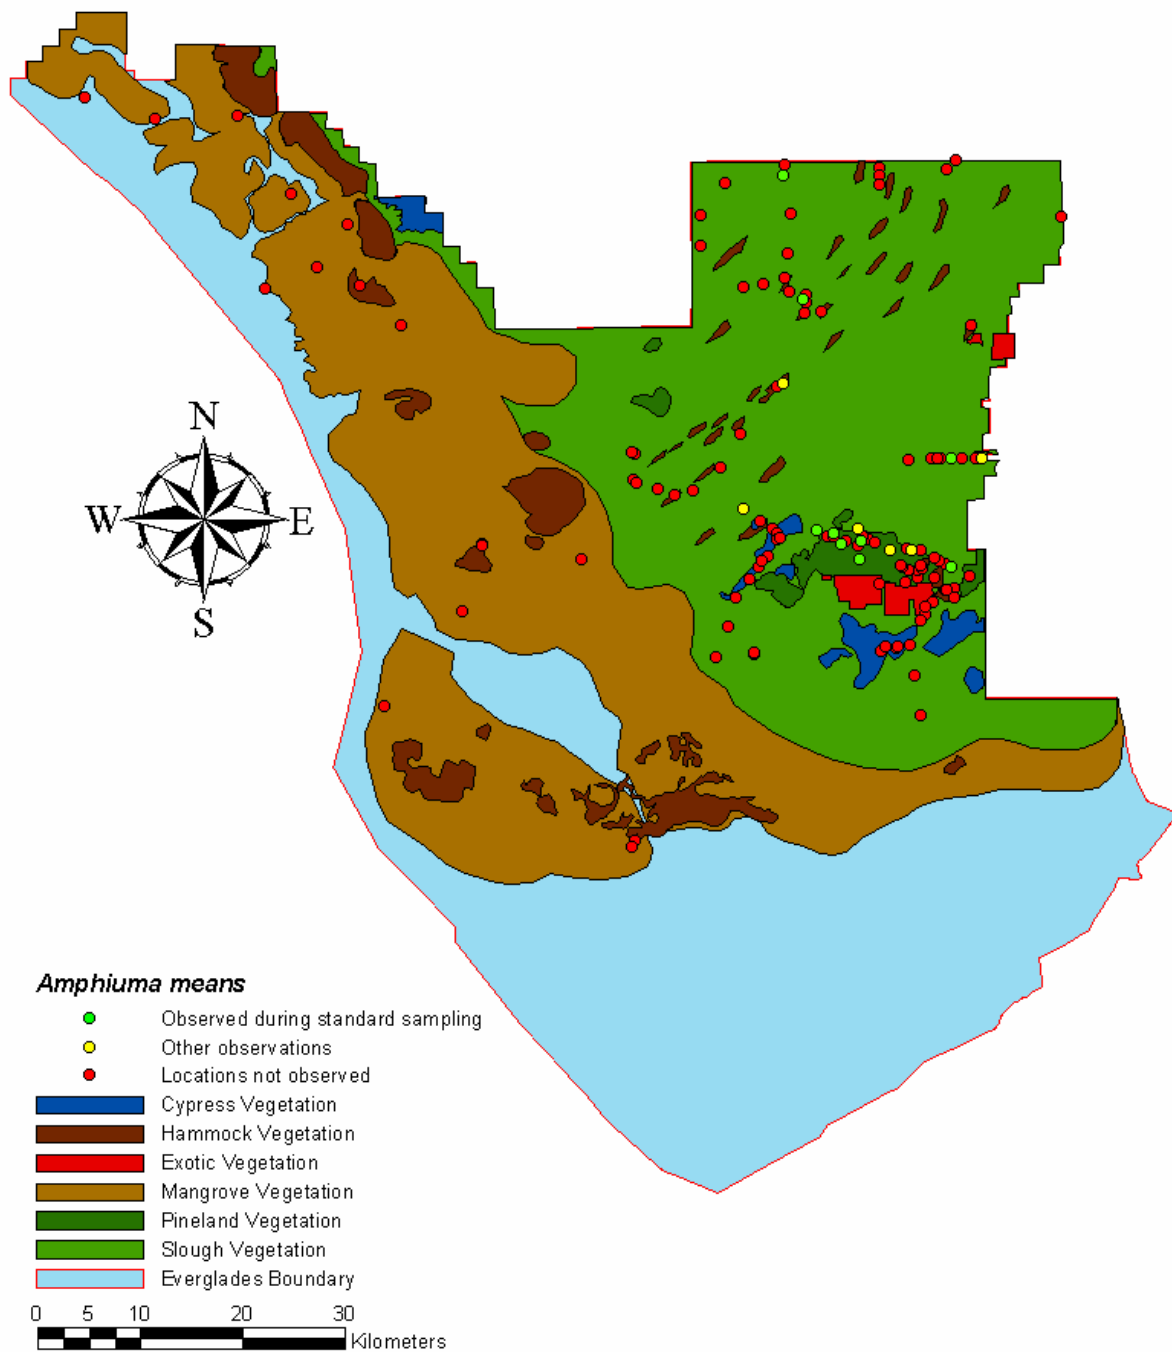 N
W E
S
Amphiuma means
Observed during standard sampling
Other observations
Locations not observed
Cypress Vegetation
Hammock Vegetation
Exotic Vegetation
Mangrove Vegetation
Pineland Vegetation
Slough Vegetation
Everglades Boundary
0 5 10 20 30
Kilometers